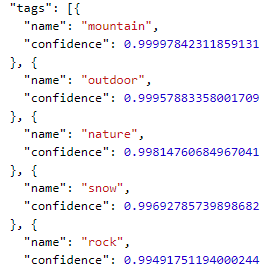 "tags": [{
"name": "mountain",
"confidence": 0.99997842311859131
}, {
"name": "outdoor",
"confidence": 0.99957883358001709
}, {
"name": "nature",
"confidence": 0.99814760684967041
}, {
"name": "snow",
"confidence": 0.99692785739898682
}, {
"name": "rock",
"confidence": 0.99491751194000244